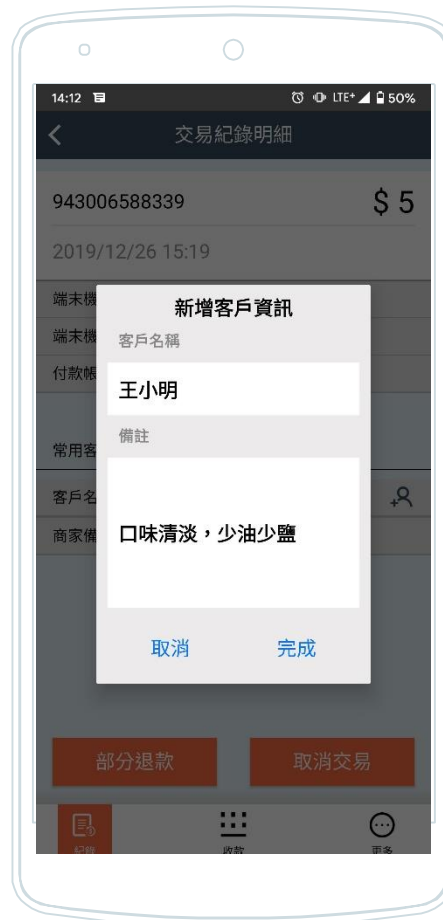 14:12 LTE+ 50%
交易紀錄明細
943006588339 $ 5
2019/12/26 15:19
端末機
端末機
付款帳
常用客
客戶名
商家備
新增客戶資訊
客戶名稱
王小明
備註
口味清淡，少油少鹽
取消 完成
部分退款 取消交易
紀錄 收款 更多